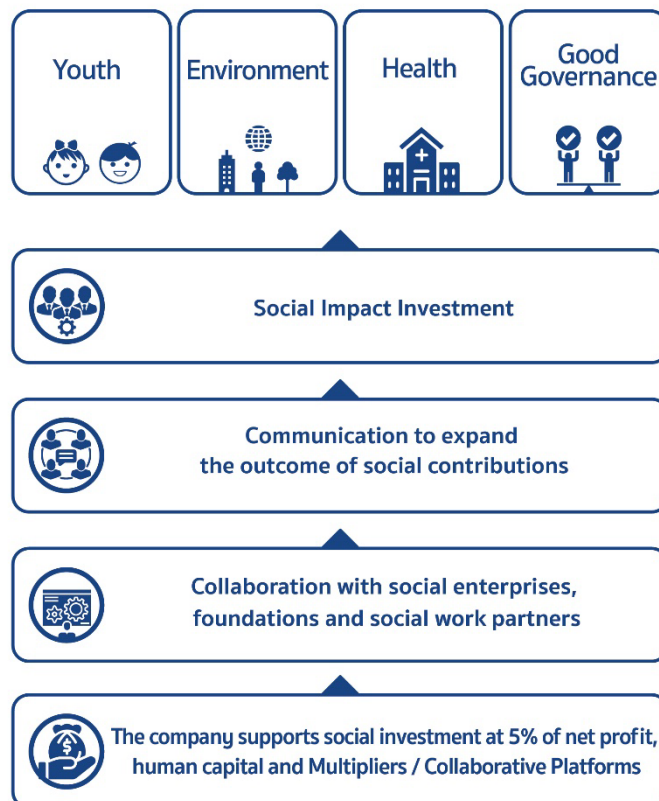 Youth
Environment
Health
Good
Governance
Social Impact Investment
Communication to expand
the outcome of social contributions
Collaboration with social enterprises,
foundations and social work partners
The company supports social investment at 5% of net profit,
human capital and Multipliers / Collaborative Platforms